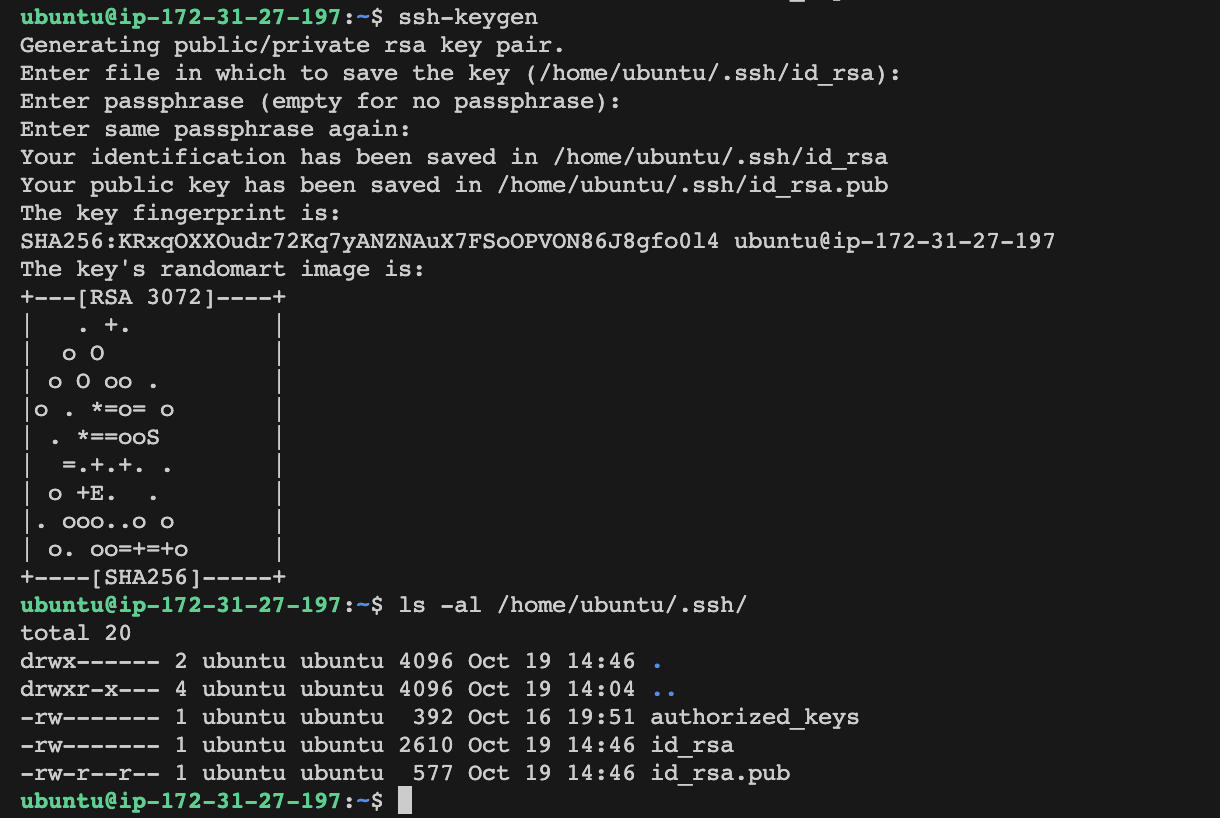 ubuntu@ip-172-31-27-197:~$ ssh-keygen
Generating public/private rsa key pair.
Enter file in which to save the key (/home/ubuntu/.ssh/id_rsa):
Enter passphrase (empty for no passphrase):
Enter same passphrase again:
Your identification has been saved in /home/ubuntu/.ssh/id_rsa
Your public key has been saved in /home/ubuntu/.ssh/id_rsa.pub
The key fingerprint is:
SHA256:KRxqOXXOudr72Kq7yANZNAuX7FSoOPVON86J8gfo0l4 ubuntu@ip-172-31-27-197
The key's randomart image is:
+---[RSA 3072]----+
|   . +.          |
|  o O            |
| o O oo .        |
|o . *=o= o       |
| . *==ooS        |
|  =.+.+. .       |
| o +E.  .        |
|. ooo..o o       |
| o. oo=+=+o      |
+----[SHA256]-----+
ubuntu@ip-172-31-27-197:~$ ls -al /home/ubuntu/.ssh/
total 20
drwx------ 2 ubuntu ubuntu 4096 Oct 19 14:46 .
drwxr-x--- 4 ubuntu ubuntu 4096 Oct 19 14:04 ..
-rw------- 1 ubuntu ubuntu  392 Oct 16 19:51 authorized_keys
-rw------- 1 ubuntu ubuntu 2610 Oct 19 14:46 id_rsa
-rw-r--r-- 1 ubuntu ubuntu  577 Oct 19 14:46 id_rsa.pub
ubuntu@ip-172-31-27-197:~$